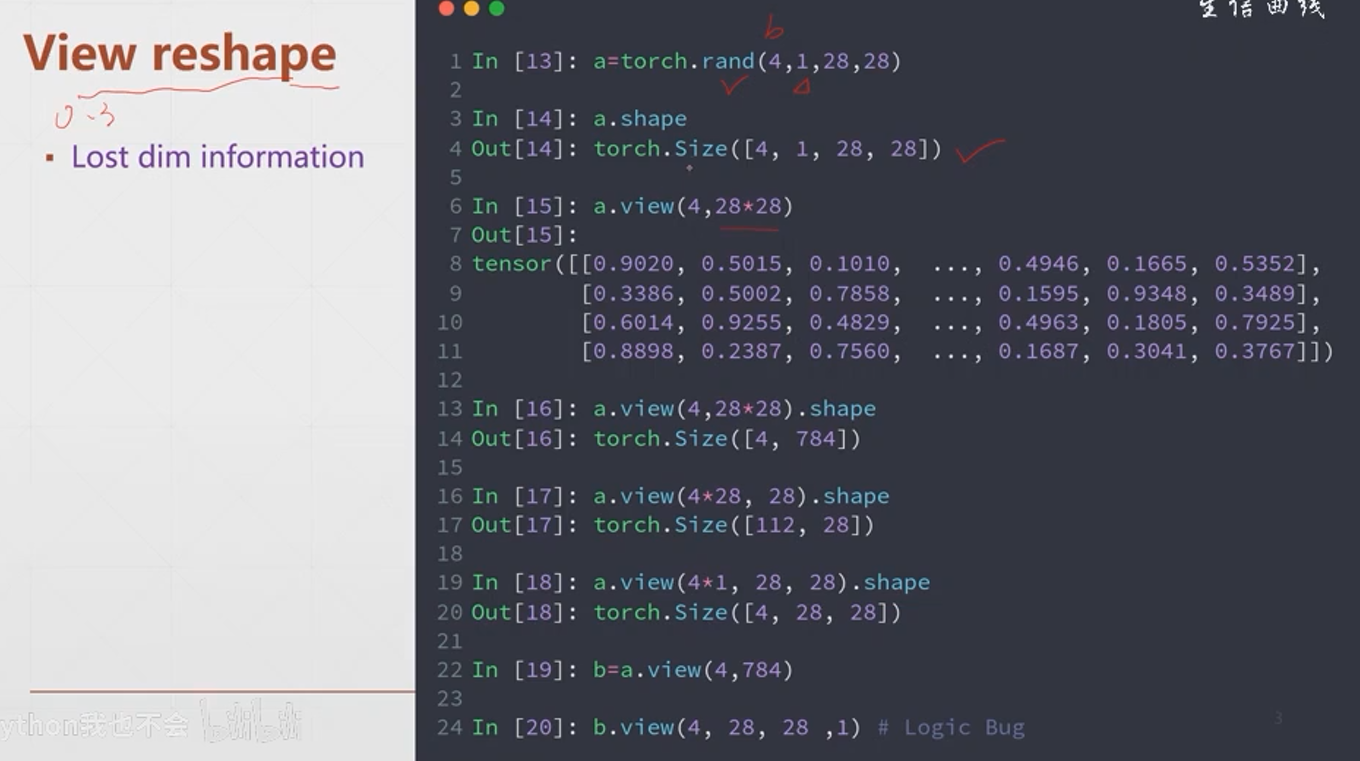 View reshape
0.3
▪ Lost dim information
b
1 In [13]: a=torch.rand(4,1,28,28)
2
3 In [14]: a.shape
4 Out[14]: torch.Size([4, 1, 28, 28])
5
6 In [15]: a.view(4,28*28)
7 Out[15]:
8 tensor([[0.9020, 0.5015, 0.1010,  ..., 0.4946, 0.1665, 0.5352],
9 [0.3386, 0.5002, 0.7858,  ..., 0.1595, 0.9348, 0.3489],
10 [0.6014, 0.9255, 0.4829,  ..., 0.4963, 0.1805, 0.7925],
11 [0.8898, 0.2387, 0.7560,  ..., 0.1687, 0.3041, 0.3767]])
12
13 In [16]: a.view(4,28*28).shape
14 Out[16]: torch.Size([4, 784])
15
16 In [17]: a.view(4*28, 28).shape
17 Out[17]: torch.Size([112, 28])
18
19 In [18]: a.view(4*1, 28, 28).shape
20 Out[18]: torch.Size([4, 28, 28])
21
22 In [19]: b=a.view(4,784)
23
24 In [20]: b.view(4, 28, 28 ,1) # Logic Bug
3
ython我也不会 bilibili